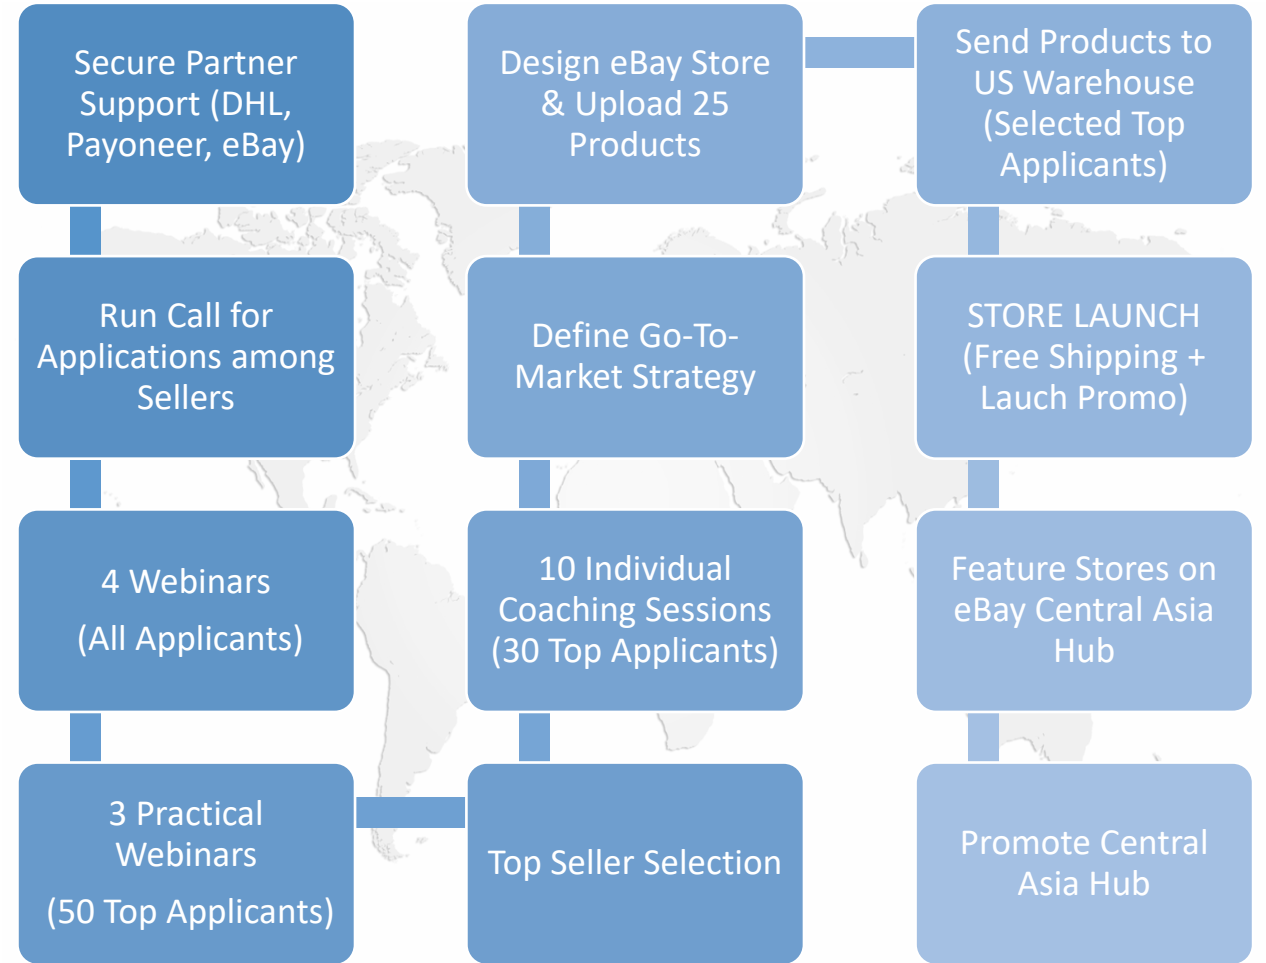 Secure Partner
Support (DHL,
Payoneer, eBay)
Run Call for
Applications among
Sellers
4 Webinars
(All Applicants)
3 Practical
Webinars
(50 Top Applicants)
Top Seller Selection
10 Individual
Coaching Sessions
(30 Top Applicants)
Define Go-To-
Market Strategy
Design eBay Store
& Upload 25
Products
Send Products to
US Warehouse
(Selected Top
Applicants)
STORE LAUNCH
(Free Shipping +
Lauch Promo)
Feature Stores on
eBay Central Asia
Hub
Promote Central
Asia Hub